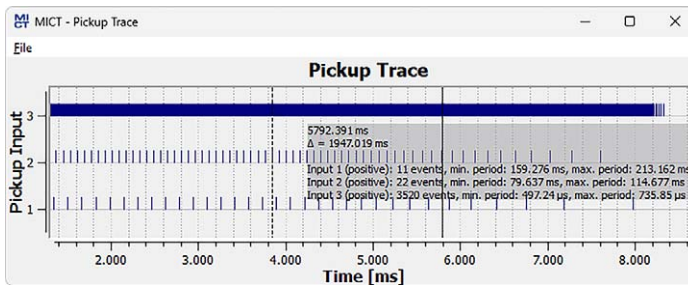 MICT MICT - Pickup Trace
File
Pickup Trace
Pickup Input
3
2
1
5792.391 ms
Δ = 1947.019 ms
Input 1 (positive): 11 events, min. period: 159.276 ms, max. period: 213.162 ms
Input 2 (positive): 22 events, min. period: 79.637 ms, max. period: 114.677 ms
Input 3 (positive): 3520 events, min. period: 497.24 µs, max. period: 735.85 µs
2.000 3.000 4.000 5.000 6.000 7.000 8.000
Time [ms]